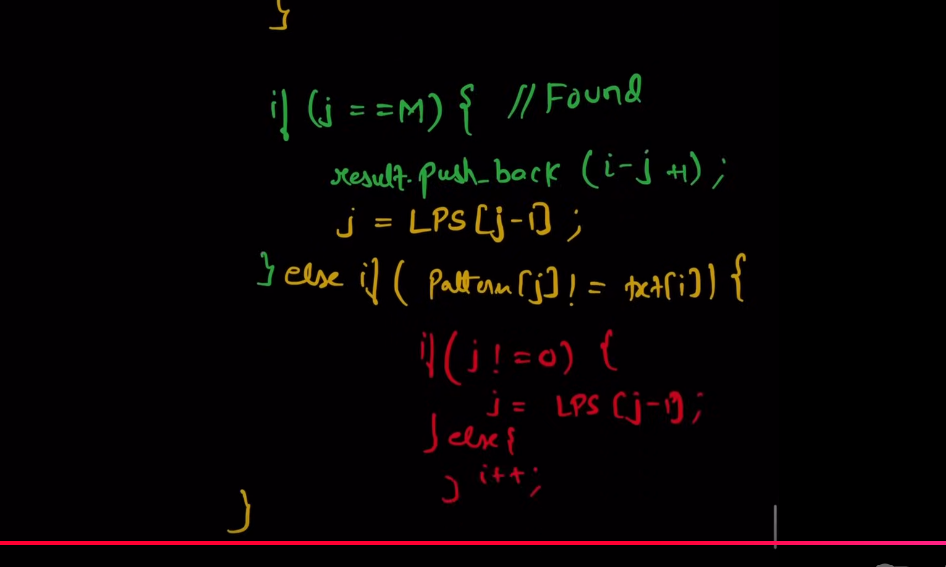 }
if (j == M) { // Found
result.push_back (i-j+1);
j = LPS[j-1];
} else if ( Pattern[j] != txt[i]) {
if (j != 0) {
j = LPS [j-1];
} else {
i++;
}
}